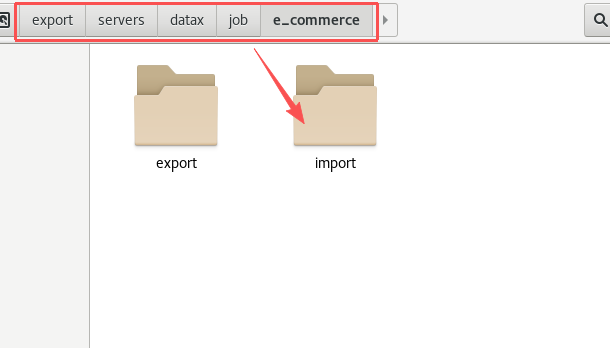 export servers datax job e_commerce
export import